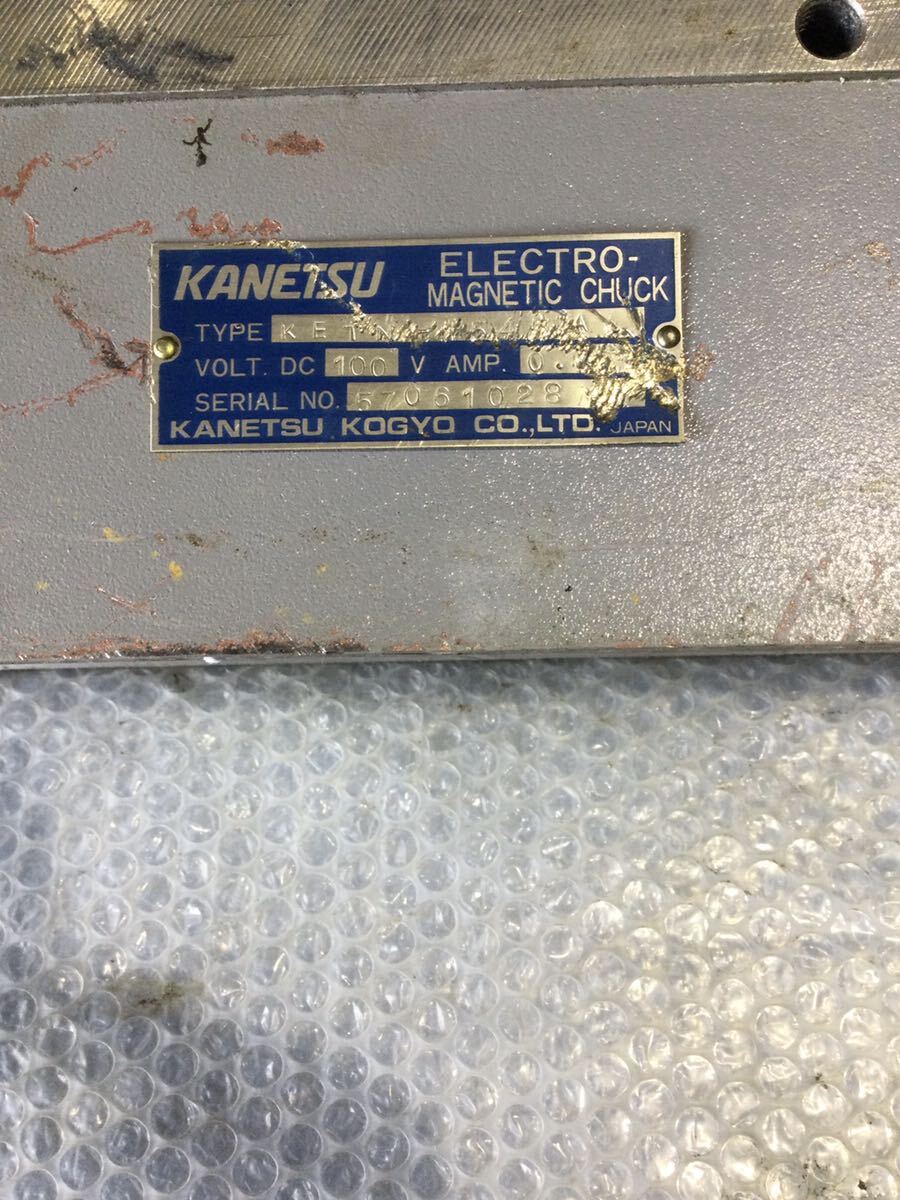 KANETSU
ELECTRO-
MAGNETIC CHUCK
TYPE
VOLT. DC 100 V AMP.
SERIAL NO. 57061028
KANETSU KOGYO CO.,LTD. JAPAN